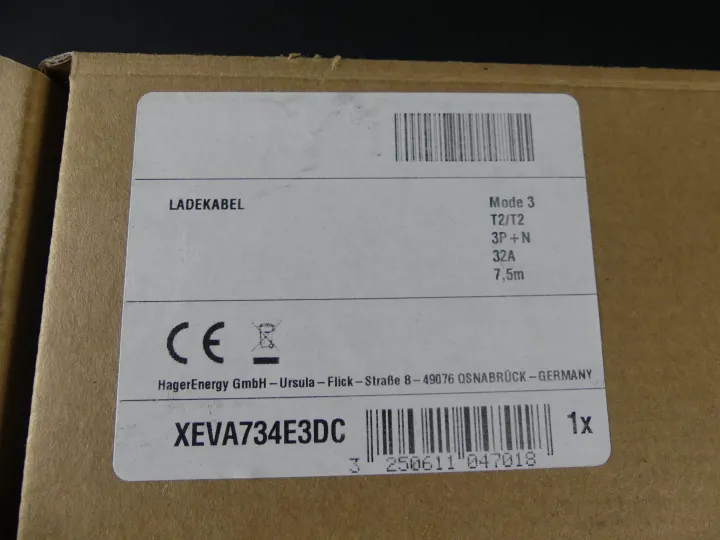 LADEKABEL
Mode 3
T2/T2
3P+N
32A
7,5m
CE
HagerEnergy GmbH – Ursula – Flick – Straße 8 – 49076 OSNABRÜCK – GERMANY
XEVA734E3DC
1x
3 250611 047018